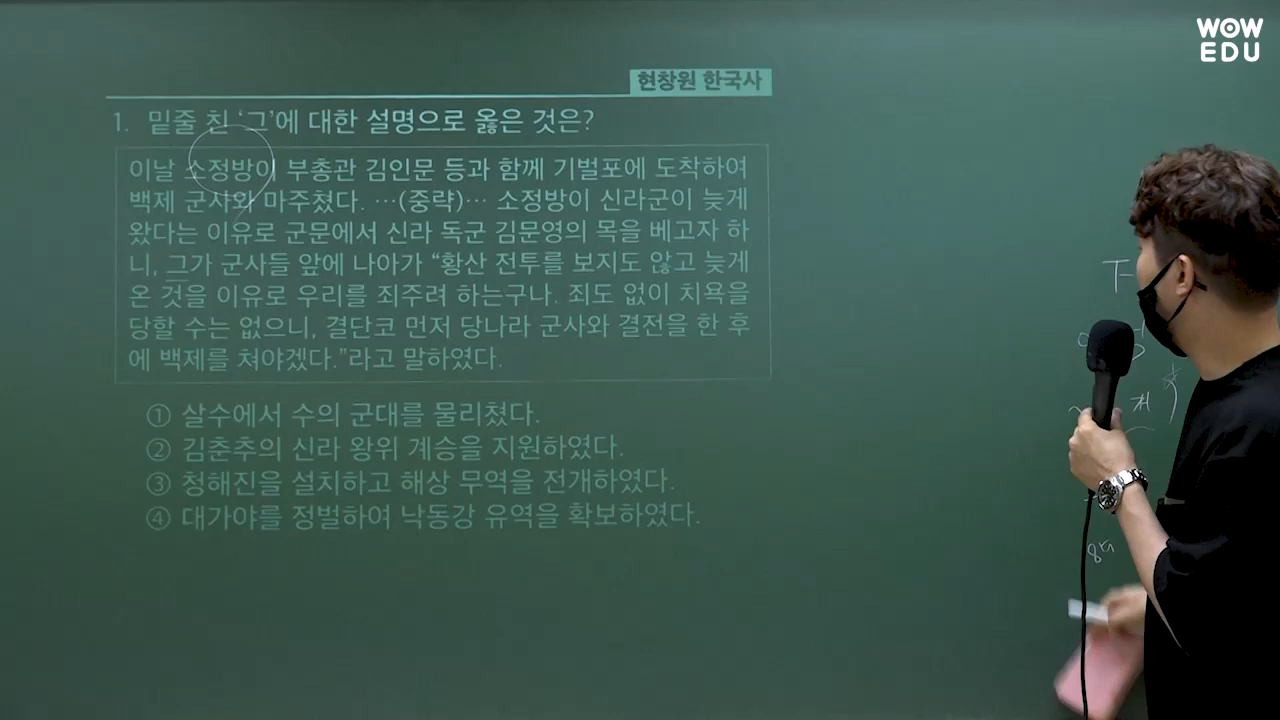 WOW
EDU
현창원 한국사
1. 밑줄 친 '그'에 대한 설명으로 옳은 것은?
이날 소정방이 부총관 김인문 등과 함께 기벌포에 도착하여
백제 군사와 마주쳤다. …(중략)… 소정방이 신라군이 늦게
왔다는 이유로 군문에서 신라 독군 김문영의 목을 베고자 하
니, 그가 군사들 앞에 나아가 “황산 전투를 보지도 않고 늦게
온 것을 이유로 우리를 죄주려 하는구나. 죄도 없이 치욕을
당할 수는 없으니, 결단코 먼저 당나라 군사와 결전을 한 후
에 백제를 쳐야겠다.”라고 말하였다.
① 살수에서 수의 군대를 물리쳤다.
② 김춘추의 신라 왕위 계승을 지원하였다.
③ 청해진을 설치하고 해상 무역을 전개하였다.
④ 대가야를 정벌하여 낙동강 유역을 확보하였다.